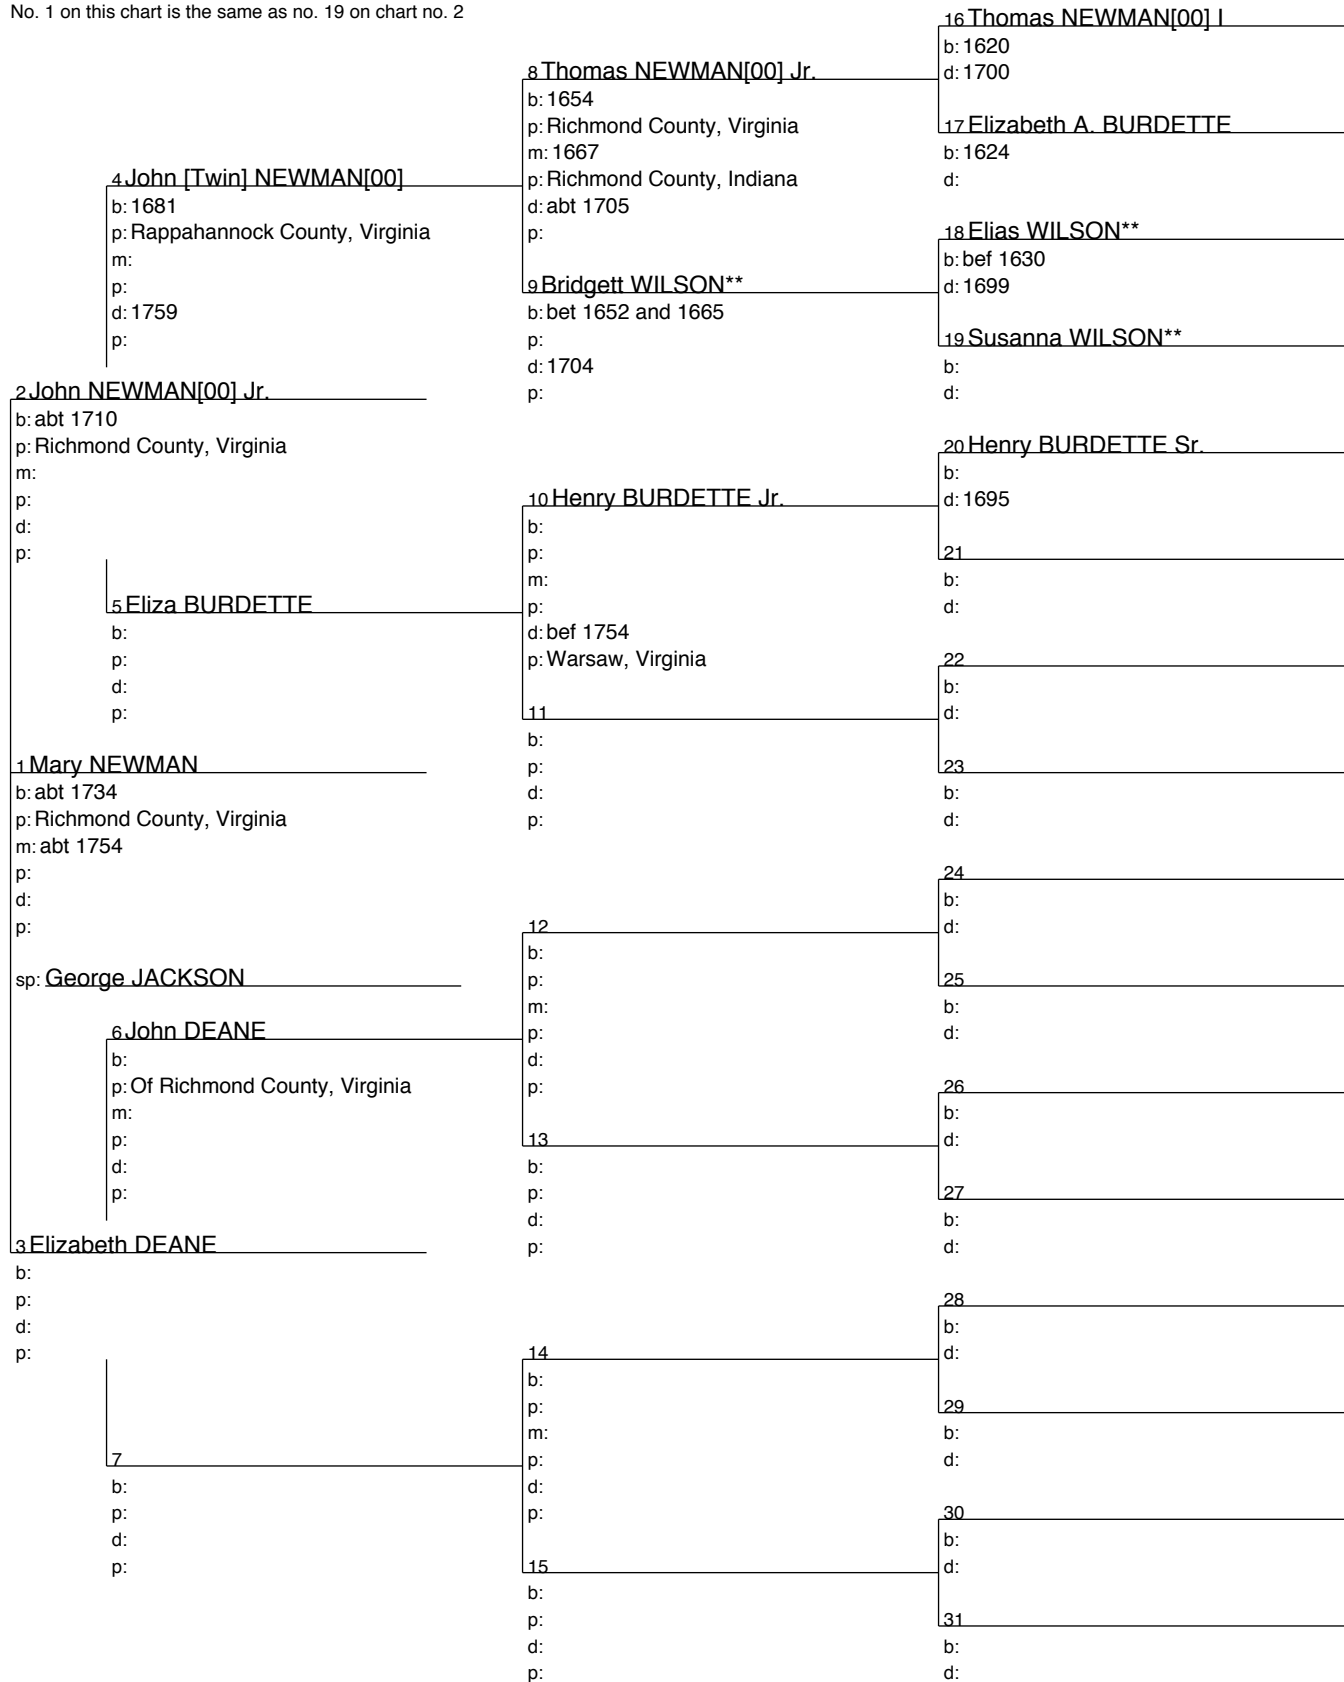 No. 1 on this chart is the same as no. 19 on chart no. 2
1 Mary NEWMAN
b: abt 1734
p: Richmond County, Virginia
m: abt 1754
p:
d:
p:
sp: George JACKSON
2 John NEWMAN[00] Jr.
b: abt 1710
p: Richmond County, Virginia
m:
p:
d:
p:
3 Elizabeth DEANE
b:
p:
d:
p:
4 John [Twin] NEWMAN[00]
b: 1681
p: Rappahannock County, Virginia
m:
p:
d: 1759
p:
5 Eliza BURDETTE
b:
p:
d:
p:
6 John DEANE
b:
p: Of Richmond County, Virginia
m:
p:
d:
p:
7
b:
p:
d:
p:
8 Thomas NEWMAN[00] Jr.
b: 1654
p: Richmond County, Virginia
m: 1667
p: Richmond County, Indiana
d: abt 1705
p:
9 Bridgett WILSON**
b: bet 1652 and 1665
p:
d: 1704
p:
10 Henry BURDETTE Jr.
b:
p:
m:
p:
d: bef 1754
p: Warsaw, Virginia
11
b:
p:
d:
p:
12
b:
p:
m:
p:
d:
p:
13
b:
p:
d:
p:
14
b:
p:
m:
p:
d:
p:
15
b:
p:
d:
p:
16 Thomas NEWMAN[00] I
b: 1620
d: 1700
17 Elizabeth A. BURDETTE
b: 1624
d:
18 Elias WILSON**
b: bef 1630
d: 1699
19 Susanna WILSON**
b:
d:
20 Henry BURDETTE Sr.
b:
d: 1695
21
b:
d:
22
b:
d:
23
b:
d:
24
b:
d:
25
b:
d:
26
b:
d:
27
b:
d:
28
b:
d:
29
b:
d:
30
b:
d:
31
b:
d: